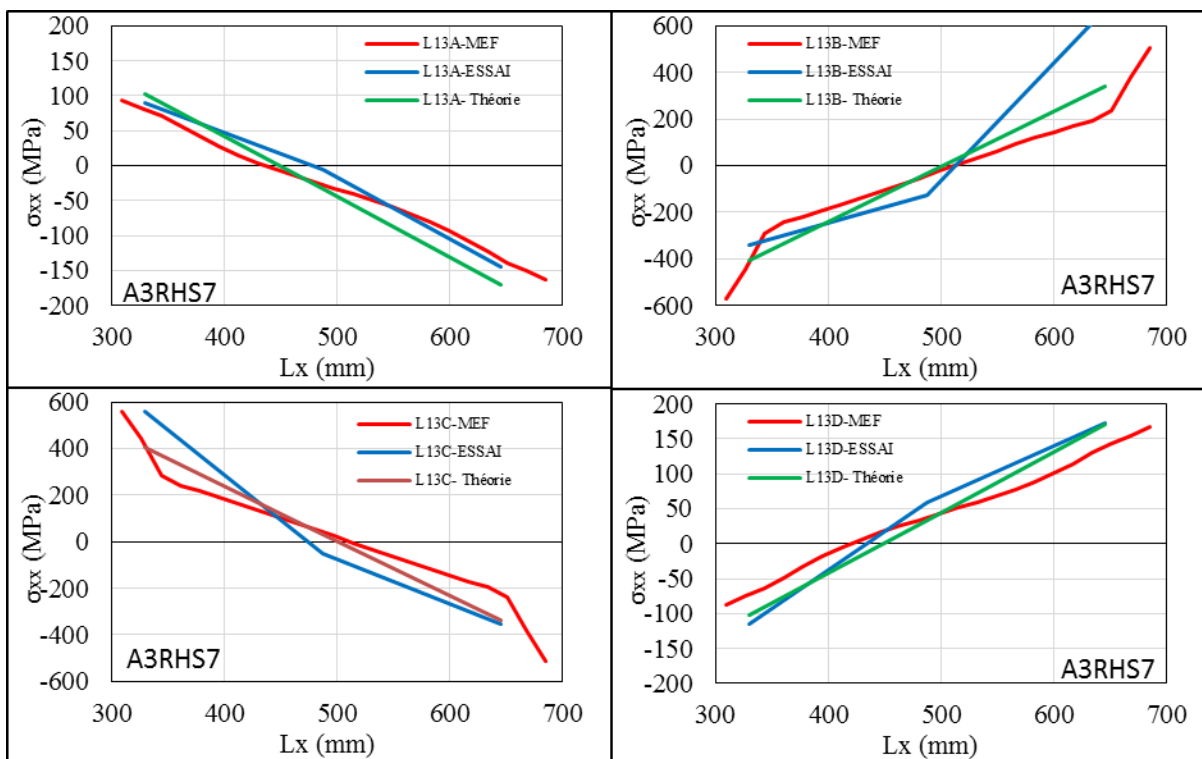 200
150
100
50
0
-50
-100
-150
-200
σxx (MPa)
L13A-MEF
L13A-ESSAI
L13A- Théorie
A3RHS7
300 400 500 600 700
Lx (mm)
600
400
200
0
-200
-400
-600
σxx (MPa)
L13B-MEF
L13B-ESSAI
L13B- Théorie
A3RHS7
300 400 500 600 700
Lx (mm)
600
400
200
0
-200
-400
-600
σxx (MPa)
L13C-MEF
L13C-ESSAI
L13C- Théorie
A3RHS7
300 400 500 600 700
Lx (mm)
200
150
100
50
0
-50
-100
-150
-200
σxx (MPa)
L13D-MEF
L13D-ESSAI
L13D- Théorie
A3RHS7
300 400 500 600 700
Lx (mm)